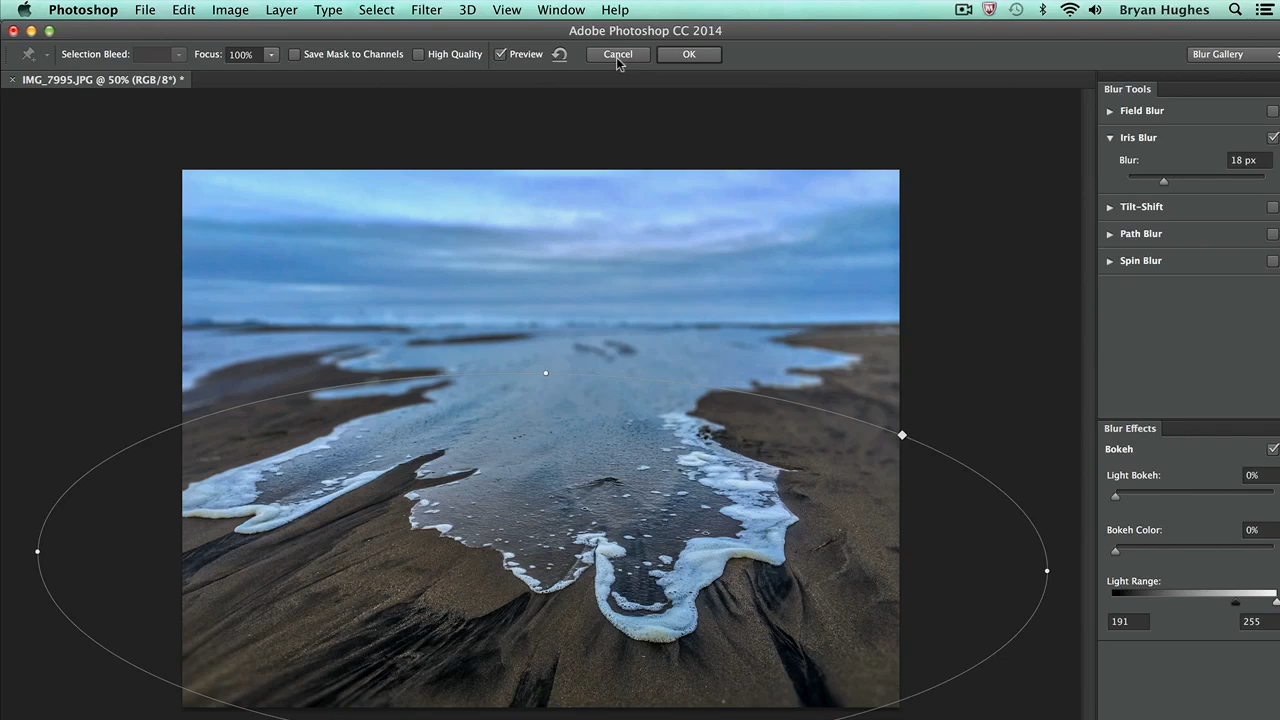 Photoshop File Edit Image Layer Type Select Filter 3D View Window Help Bryan Hughes
Adobe Photoshop CC 2014
Selection Bleed: Focus: 100% Save Mask to Channels High Quality Preview Cancel OK Blur Gallery
× IMG_7995.JPG @ 50% (RGB/8*) *
Blur Tools
Field Blur
Iris Blur
Blur: 18 px
Tilt-Shift
Path Blur
Spin Blur
Blur Effects
Bokeh
Light Bokeh: 0%
Bokeh Color: 0%
Light Range:
191 255